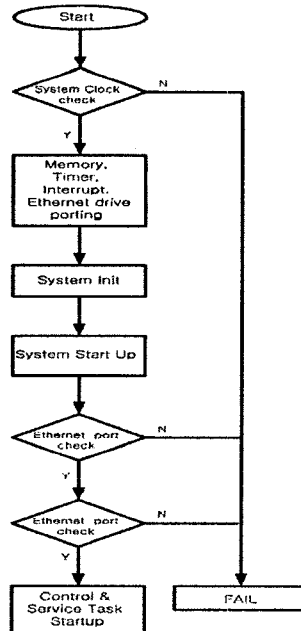 Start
System Clock
check
N
Y
Memory,
Timer,
Interrupt.
Ethernet drive
porting
System Init
System Start Up
Ethernet port
check
N
Y
Ethernet port
check
N
Y
Control &
Service Task
Startup
FAIL